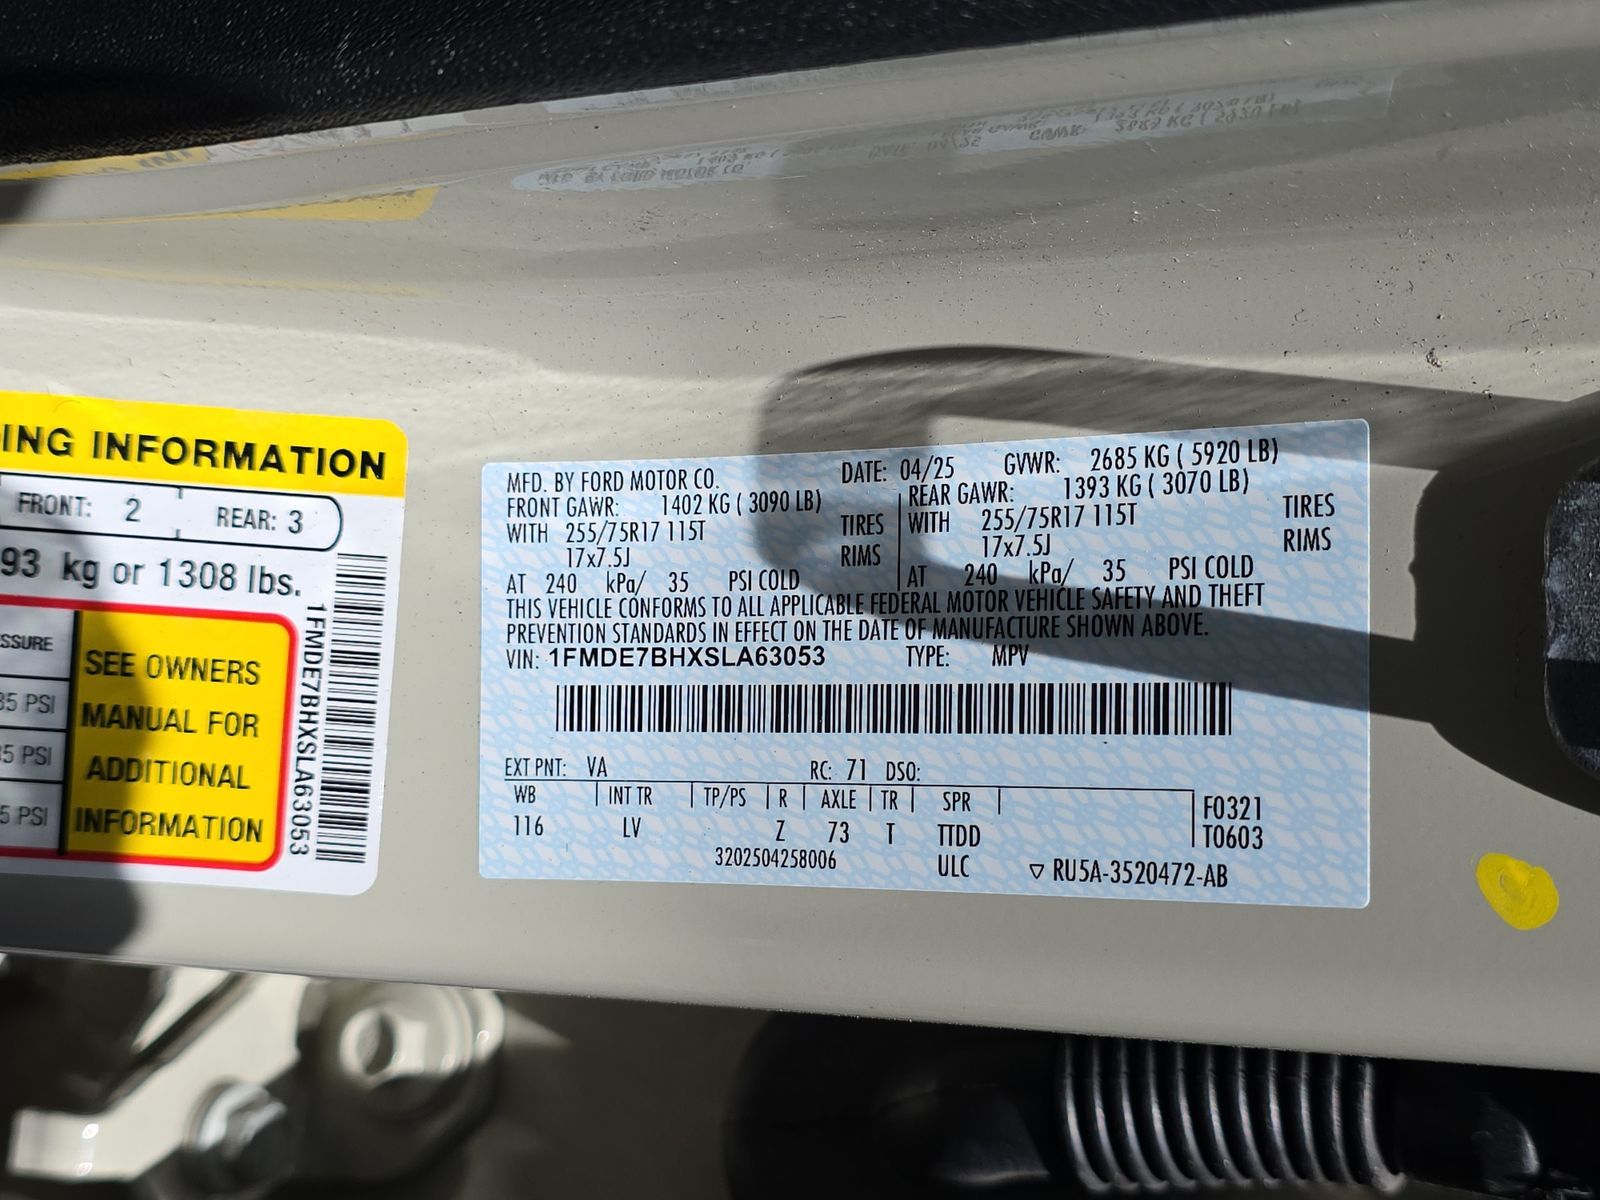 ING INFORMATION
FRONT: 2 REAR: 3
93 kg or 1308 lbs.
SSURE
35 PSI
35 PSI
5 PSI
SEE OWNERS
MANUAL FOR
ADDITIONAL
INFORMATION
1FMDE7BHXSLA63053
MFD. BY FORD MOTOR CO. DATE: 04/25 GVWR: 2685 KG ( 5920 LB)
FRONT GAWR: 1402 KG ( 3090 LB) REAR GAWR: 1393 KG ( 3070 LB)
WITH 255/75R17 115T TIRES WITH 255/75R17 115T TIRES
17x7.5J RIMS 17x7.5J RIMS
AT 240 kPa/ 35 PSI COLD AT 240 kPa/ 35 PSI COLD
THIS VEHICLE CONFORMS TO ALL APPLICABLE FEDERAL MOTOR VEHICLE SAFETY AND THEFT
PREVENTION STANDARDS IN EFFECT ON THE DATE OF MANUFACTURE SHOWN ABOVE.
VIN: 1FMDE7BHXSLA63053 TYPE: MPV
EXT PNT: VA RC: 71 DSO:
WB INT TR TP/PS R AXLE TR SPR F0321
116 LV Z 73 T TTDD T0603
3202504258006 ULC ▽ RU5A-3520472-AB